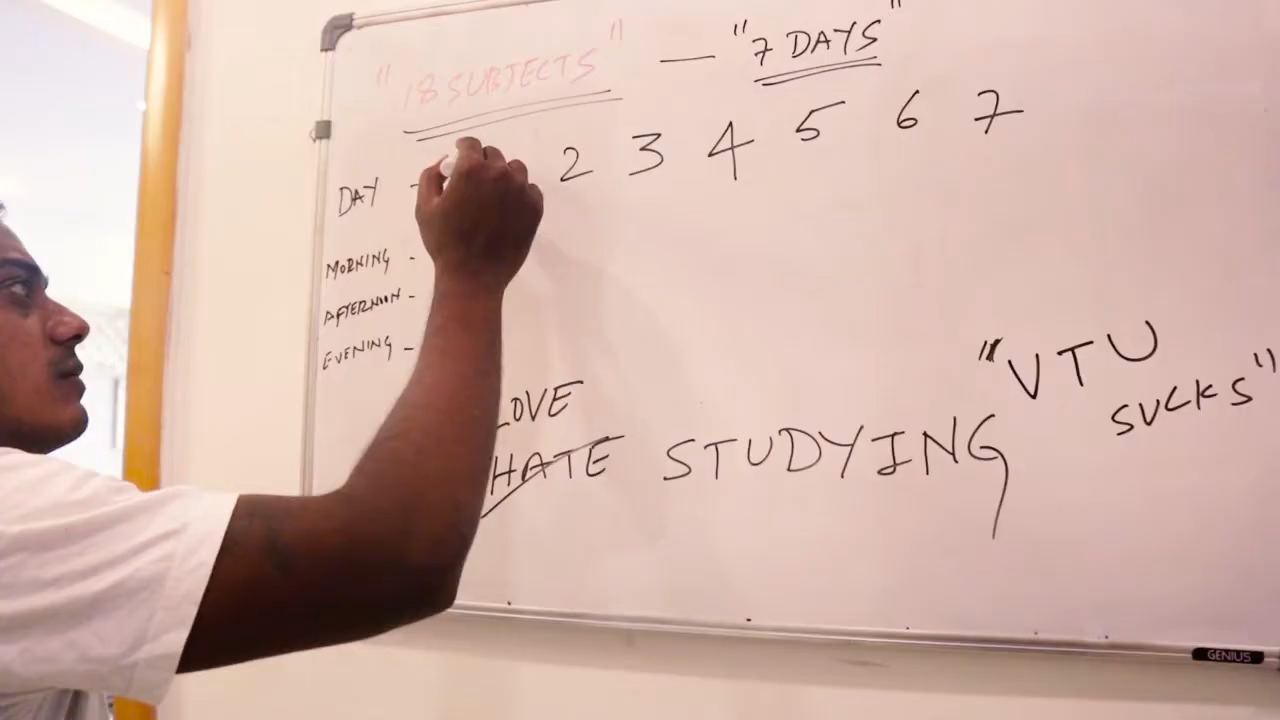 "18 SUBJECTS" — "7 DAYS"
DAY - 2 3 4 5 6 7
MORNING -
AFTERNOON -
EVENING -
LOVE
HATE STUDYING
"VTU
SUCKS"
GENIUS